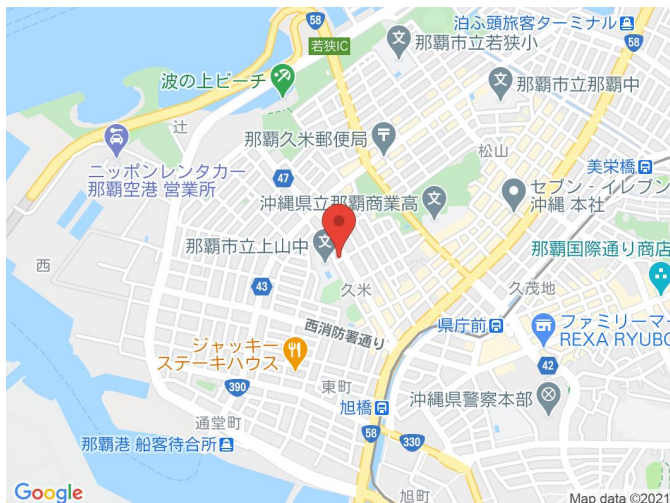 58
泊ふ頭旅客ターミナル
若狭IC
那覇市立若狭小
58
波の上ビーチ
那覇市立那覇中
辻
那覇久米郵便局
松山
美栄橋
ニッポンレンタカー
那覇空港 営業所
47
沖縄県立那覇商業高
セブン‐イレブン
沖縄 本社
那覇市立上山中
那覇国際通り商店
西
43
久米
久茂地
西消防署通り
県庁前
ファミリーマー
REXA RYUBO
ジャッキー
ステーキハウス
42
390
東町
旭橋
沖縄県警察本部
通堂町
那覇港 船客待合所
58
330
旭町
Google
Map data ©2021